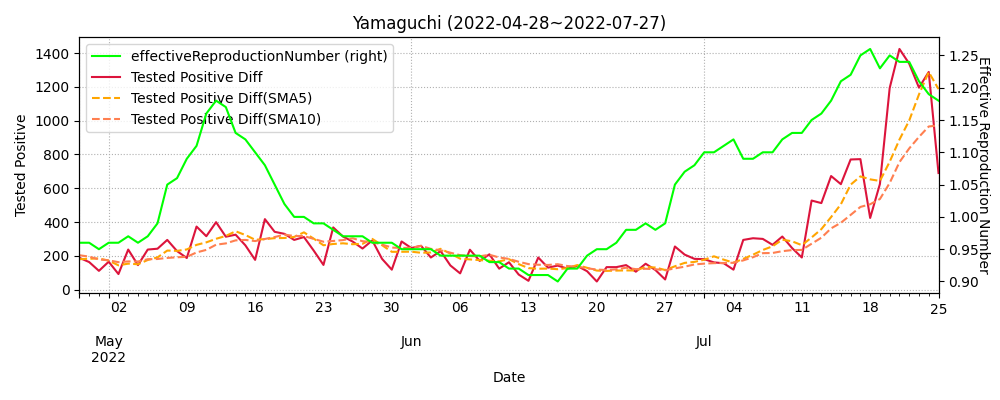 Yamaguchi (2022-04-28~2022-07-27)
effectiveReproductionNumber (right)
Tested Positive Diff
Tested Positive Diff(SMA5)
Tested Positive Diff(SMA10)
Tested Positive
1400
1200
1000
800
600
400
200
0
Effective Reproduction Number
1.25
1.20
1.15
1.10
1.05
1.00
0.95
0.90
02 09 16 23 30 06 13 20 27 04 11 18 25
May Jun Jul
2022
Date